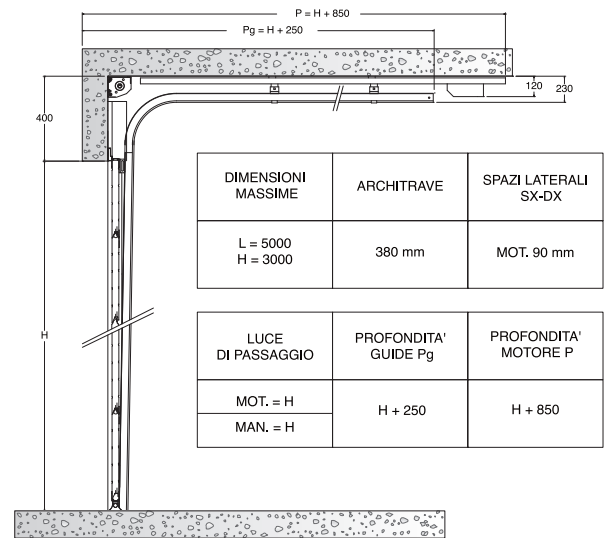 P = H + 850
Pg = H + 250
400
120
230
H
DIMENSIONI
MASSIME
ARCHITRAVE
SPAZI LATERALI
SX-DX
L = 5000
H = 3000
380 mm
MOT. 90 mm
LUCE
DI PASSAGGIO
PROFONDITA'
GUIDE Pg
PROFONDITA'
MOTORE P
MOT. = H
MAN. = H
H + 250
H + 850